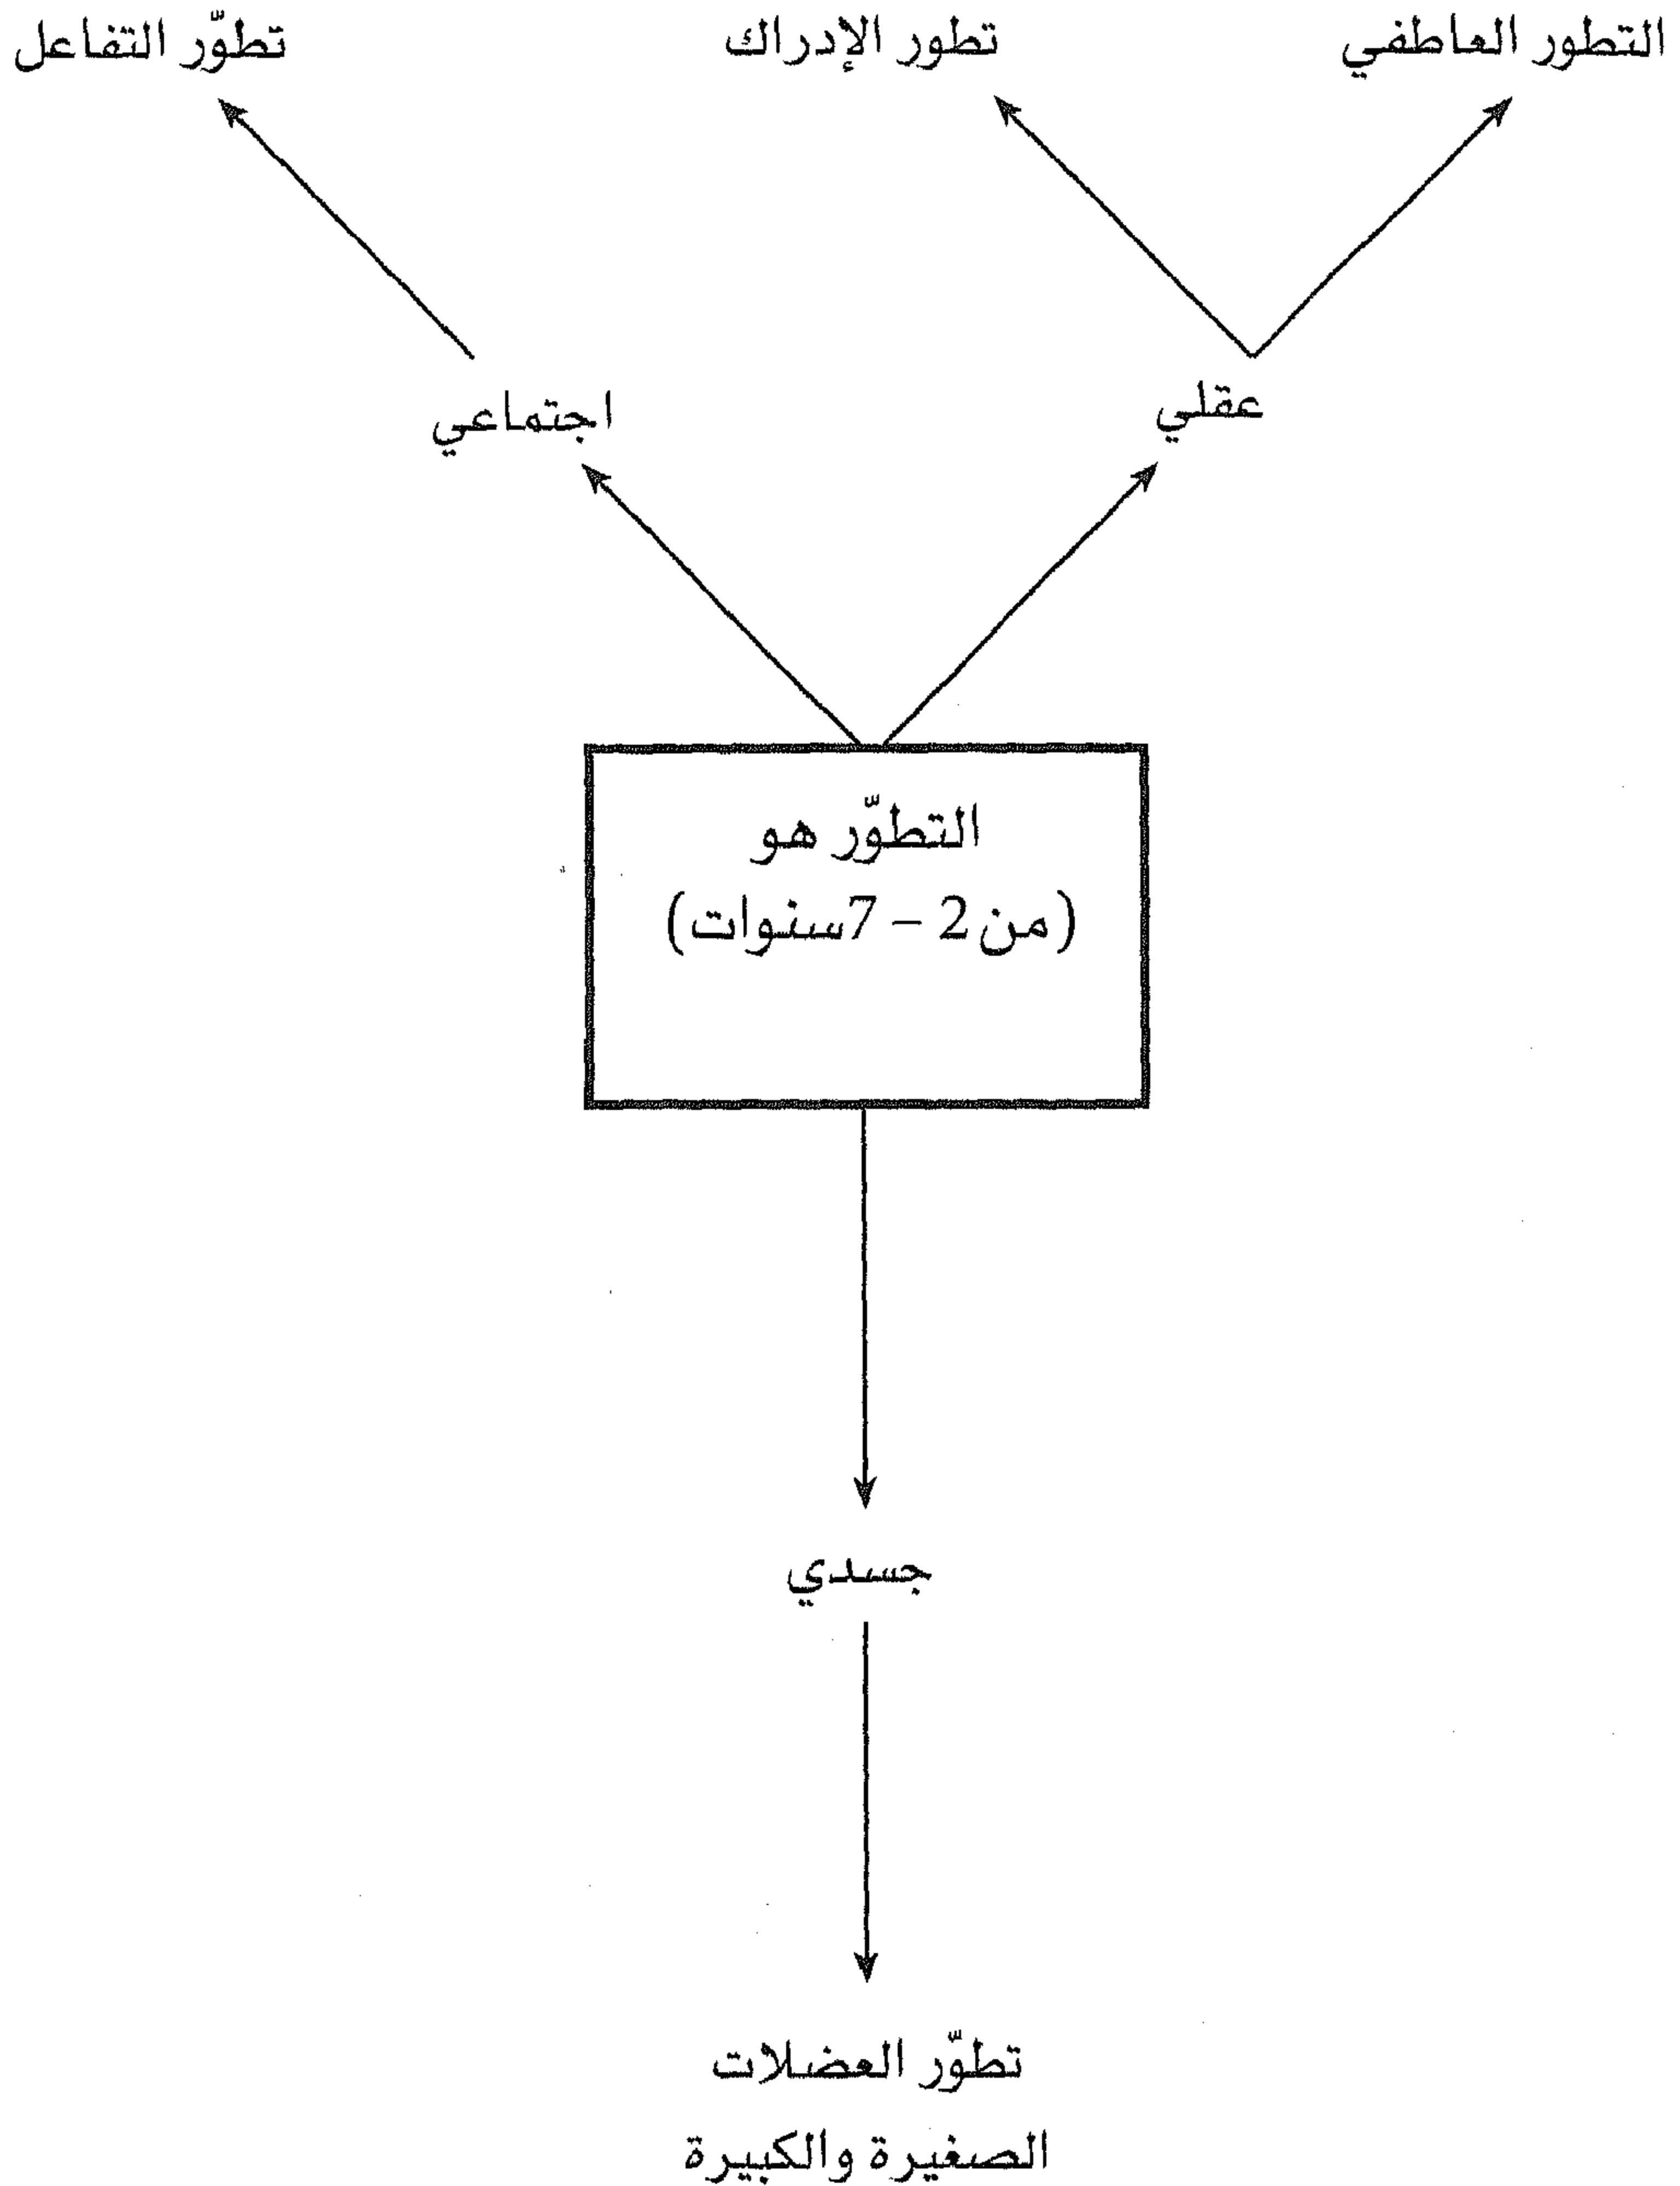 التطور العاطفي
تطور الإدراك
تطوّر التفاعل
عقلي
اجتماعي
التطوّر هو
(من 2 – 7سنوات)
جسدي
تطوّر العضلات
الصغيرة والكبيرة